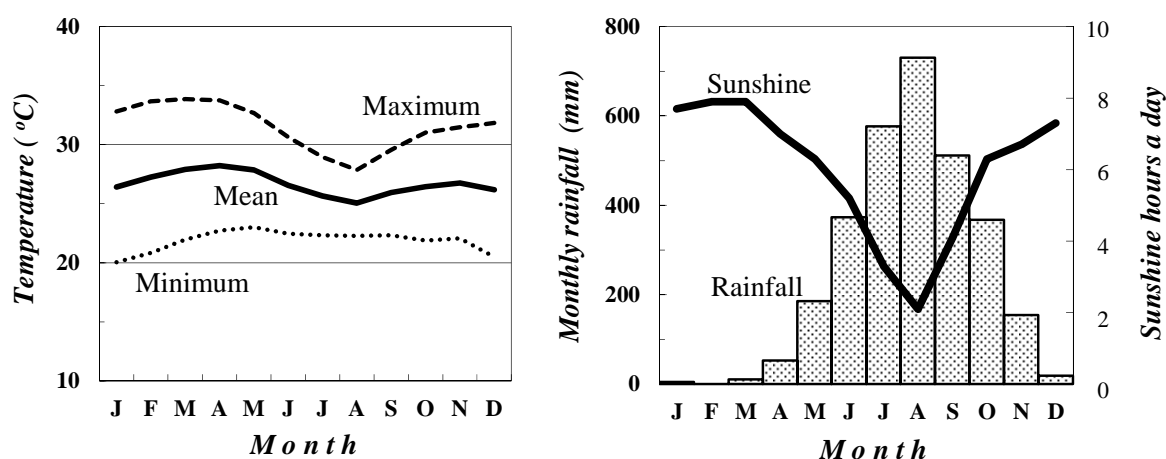 40
30
20
10
Temperature ( ºC)
Maximum
Mean
Minimum
J F M A M J J A S O N D
Month
800
600
400
200
0
Monthly rainfall (mm)
Sunshine
Rainfall
10
8
6
4
2
0
Sunshine hours a day
J F M A M J J A S O N D
Month